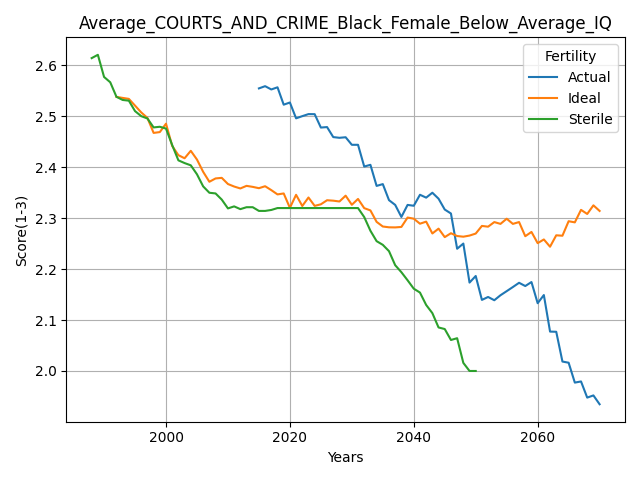 Average_COURTS_AND_CRIME_Black_Female_Below_Average_IQ
Fertility
Actual
Ideal
Sterile
Score(1-3)
2.6
2.5
2.4
2.3
2.2
2.1
2.0
2000 2020 2040 2060
Years